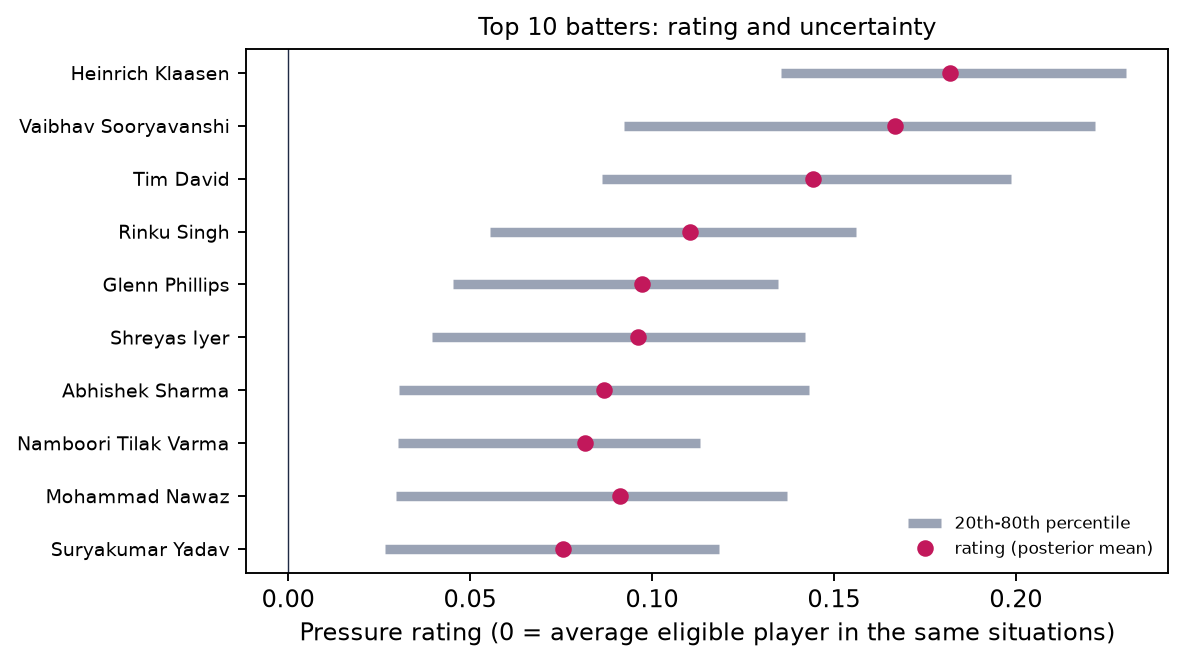 Top 10 batters: rating and uncertainty
Heinrich Klaasen
Vaibhav Sooryavanshi
Tim David
Rinku Singh
Glenn Phillips
Shreyas Iyer
Abhishek Sharma
Namboori Tilak Varma
Mohammad Nawaz
Suryakumar Yadav
20th-80th percentile
rating (posterior mean)
0.00 0.05 0.10 0.15 0.20
Pressure rating (0 = average eligible player in the same situations)